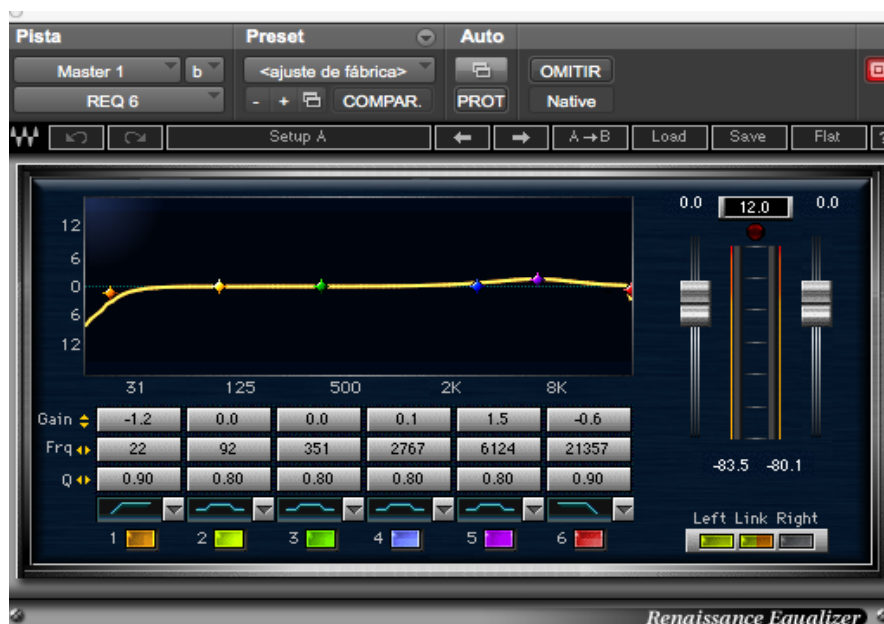 Pista Preset Auto
Master 1 b <ajuste de fábrica> OMITIR
REQ 6 - + COMPAR. PROT Native
Setup A A→B Load Save Flat ?
0.0 12.0 0.0
12
6
0
6
12
31 125 500 2K 8K
Gain -1.2 0.0 0.0 0.1 1.5 -0.6
Frq 22 92 351 2767 6124 21357
Q 0.90 0.80 0.80 0.80 0.80 0.90
-83.5 -80.1
1 2 3 4 5 6
Left Link Right
Renaissance Equalizer